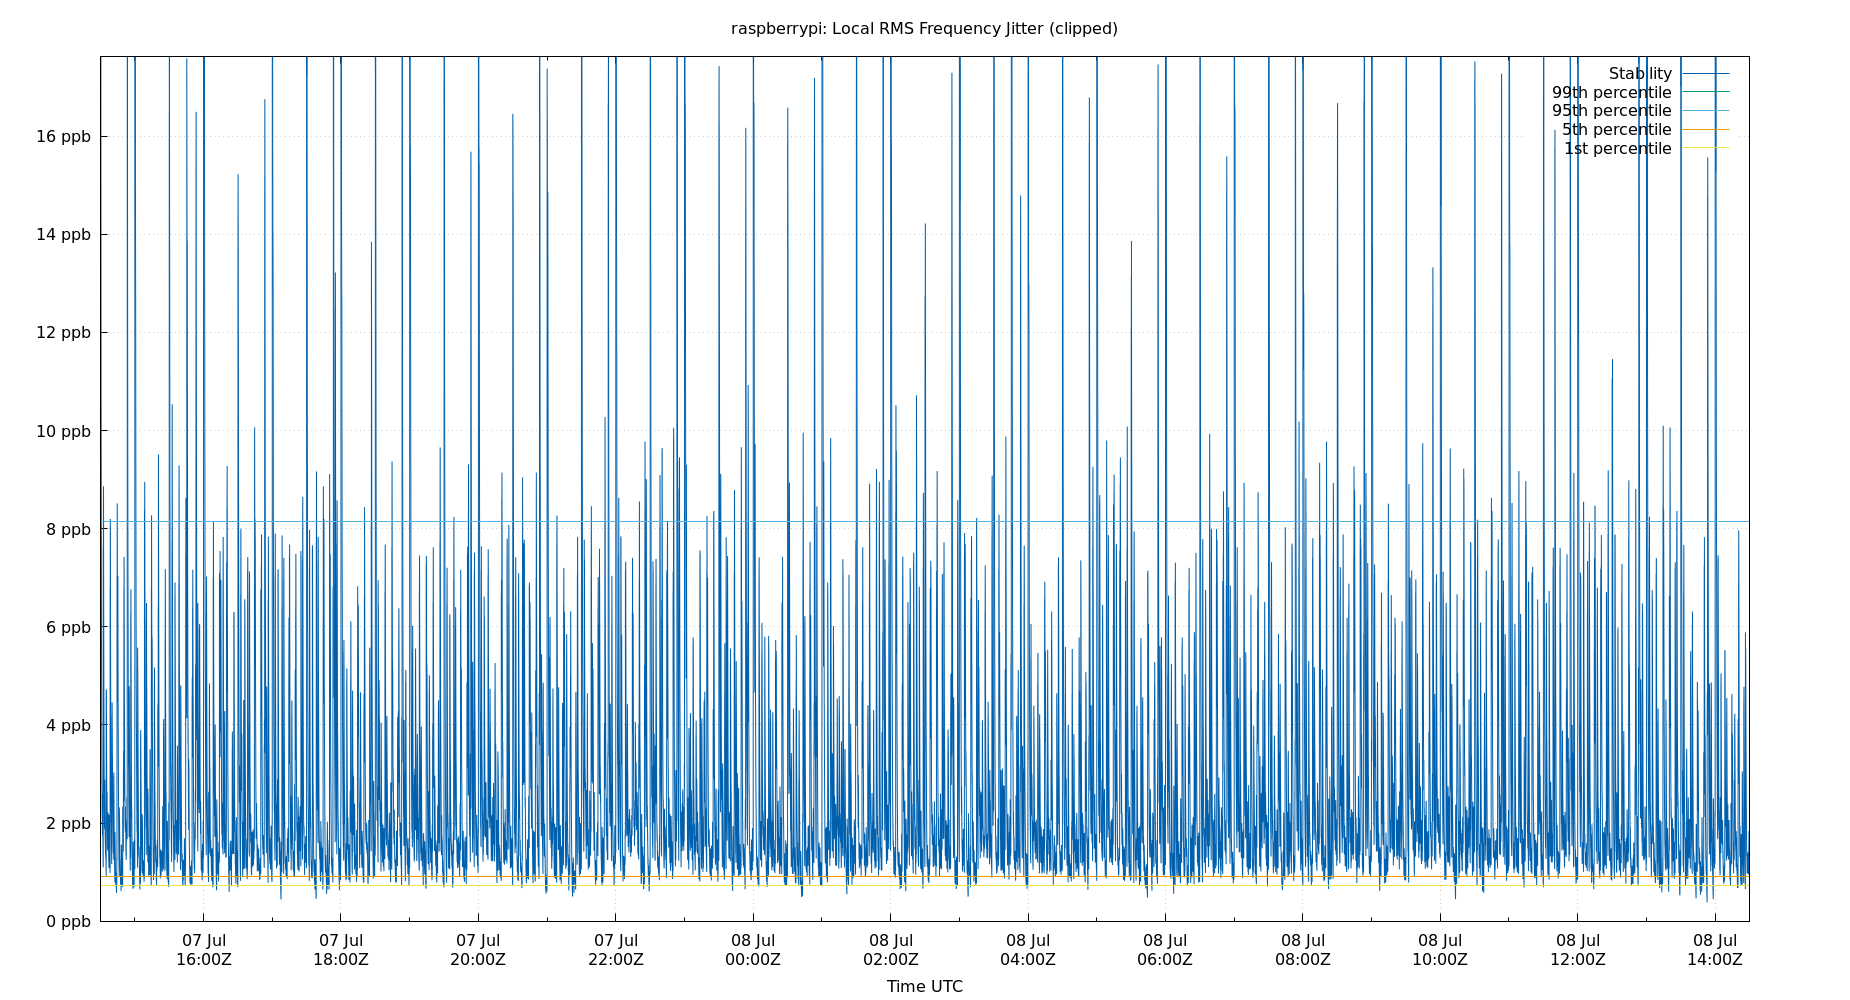 raspberrypi: Local RMS Frequency Jitter (clipped)
Stability
99th percentile
95th percentile
5th percentile
1st percentile
16 ppb
14 ppb
12 ppb
10 ppb
8 ppb
6 ppb
4 ppb
2 ppb
0 ppb
07 Jul 07 Jul 07 Jul 07 Jul 08 Jul 08 Jul 08 Jul 08 Jul 08 Jul 08 Jul 08 Jul 08 Jul
16:00Z 18:00Z 20:00Z 22:00Z 00:00Z 02:00Z 04:00Z 06:00Z 08:00Z 10:00Z 12:00Z 14:00Z
Time UTC